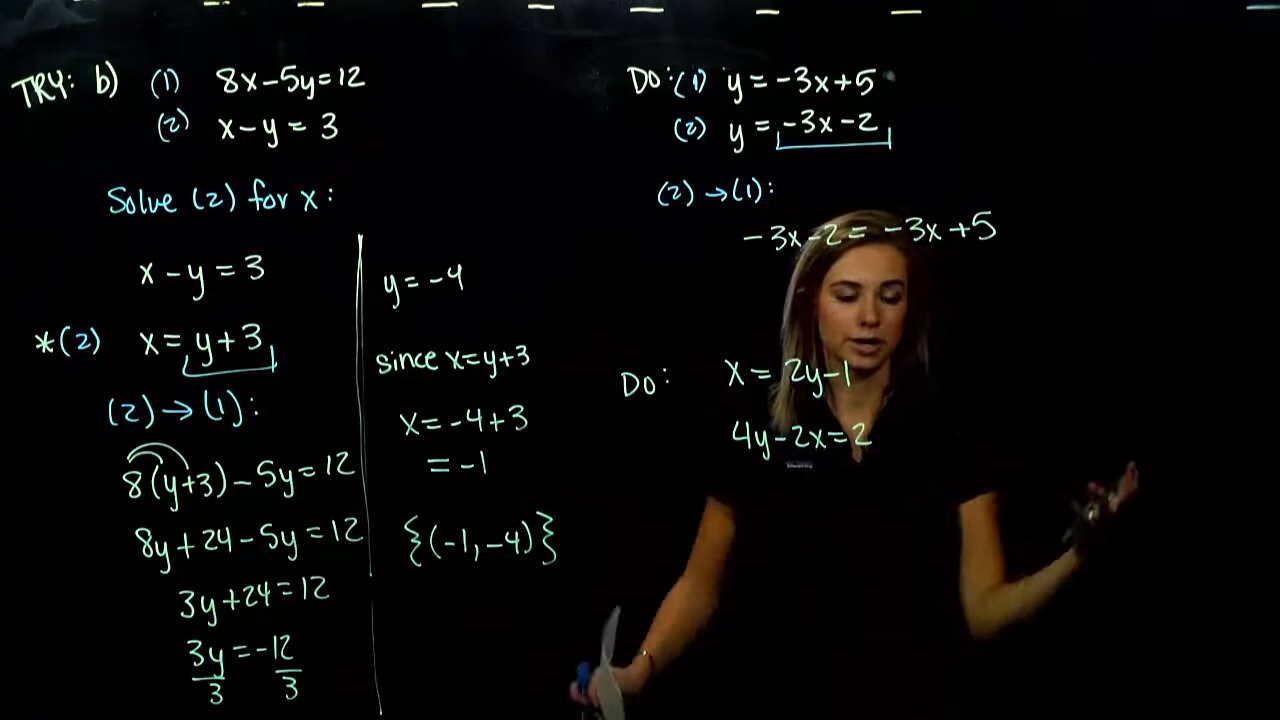 TRY: b) (1) 8x-5y=12
(2) x-y=3
Solve (2) for x:
x-y=3
*(2) x=y+3
(2)→(1):
8(y+3)-5y=12
8y+24-5y=12
3y+24=12
3y=-12
3 3
y=-4
since x=y+3
x=-4+3
=-1
{(-1,-4)}
DO: (1) y=-3x+5
(2) y=-3x-2
(2)→(1):
-3x-2=-3x+5
DO: x=2y-1
4y-2x=2